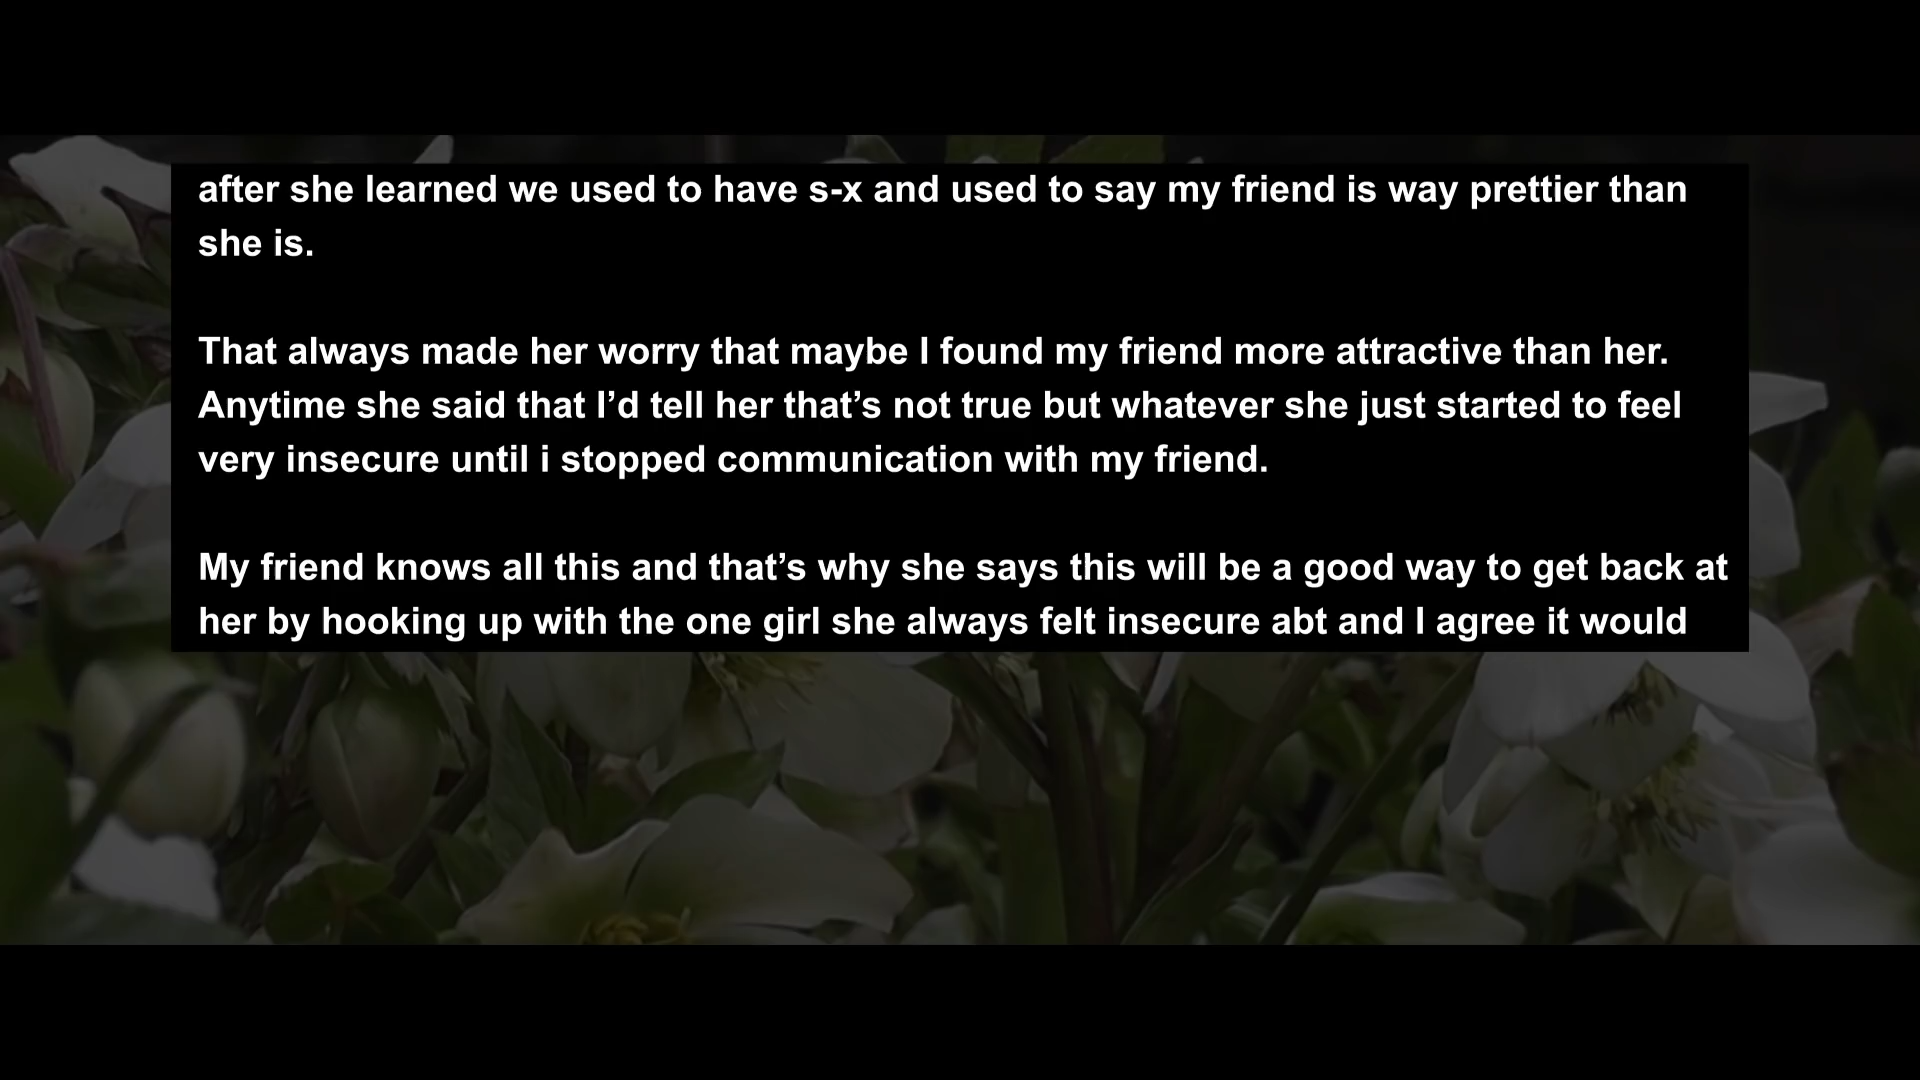 after she learned we used to have s-x and used to say my friend is way prettier than
she is.
That always made her worry that maybe I found my friend more attractive than her.
Anytime she said that I’d tell her that’s not true but whatever she just started to feel
very insecure until i stopped communication with my friend.
My friend knows all this and that’s why she says this will be a good way to get back at
her by hooking up with the one girl she always felt insecure abt and I agree it would